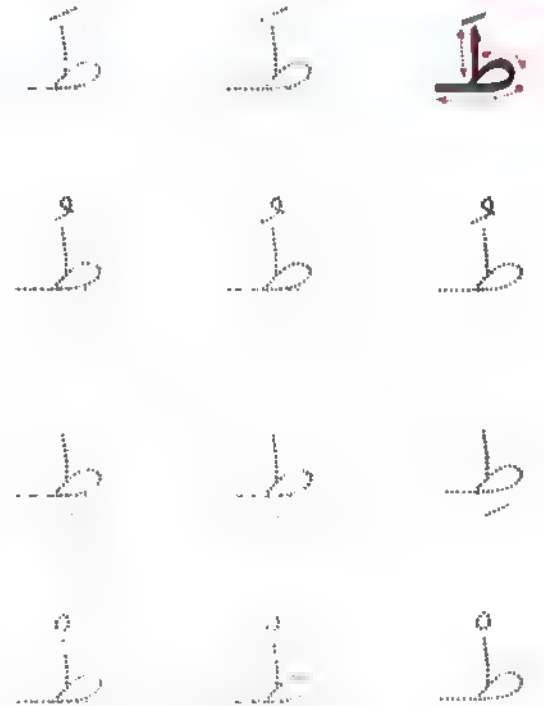 طَ طَ طَ
طُ طُ طُ
طِ طِ طِ
طْ طْ طْ